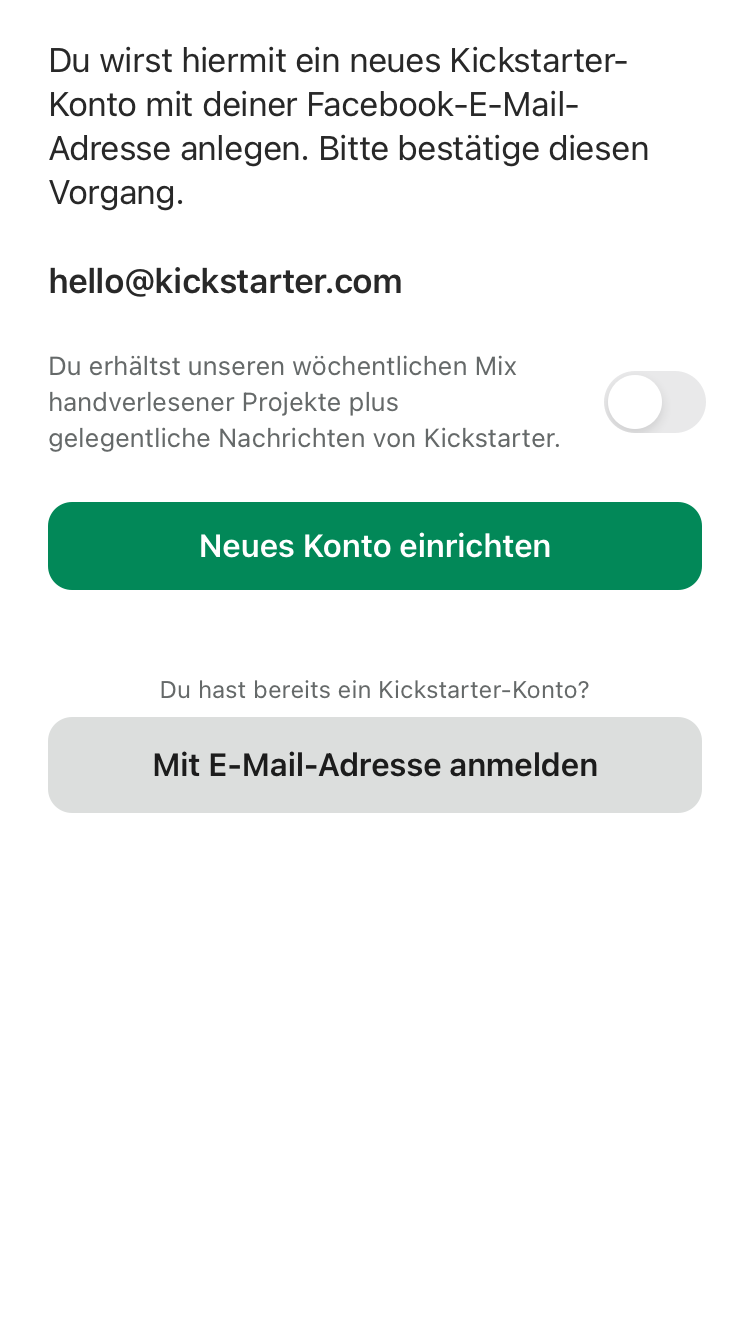 Du wirst hiermit ein neues Kickstarter-
Konto mit deiner Facebook-E-Mail-
Adresse anlegen. Bitte bestätige diesen
Vorgang.
hello@kickstarter.com
Du erhältst unseren wöchentlichen Mix
handverlesener Projekte plus
gelegentliche Nachrichten von Kickstarter.
Neues Konto einrichten
Du hast bereits ein Kickstarter-Konto?
Mit E-Mail-Adresse anmelden